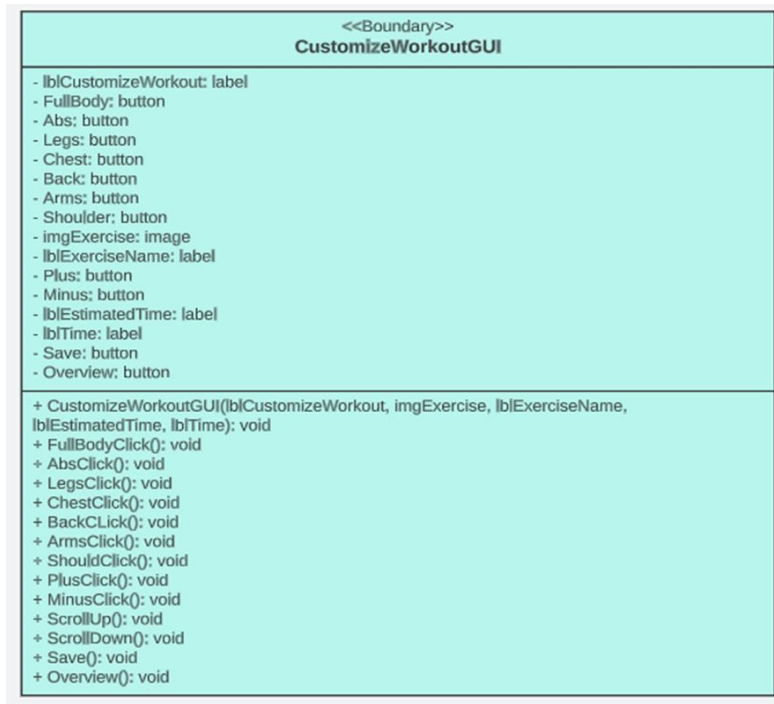 <<Boundary>>
CustomizeWorkoutGUI
- lblCustomizeWorkout: label
- FullBody: button
- Abs: button
- Legs: button
- Chest: button
- Back: button
- Arms: button
- Shoulder: button
- imgExercise: image
- lblExerciseName: label
- Plus: button
- Minus: button
- lblEstimatedTime: label
- lblTime: label
- Save: button
- Overview: button
+ CustomizeWorkoutGUI(lblCustomizeWorkout, imgExercise, lblExerciseName,
lblEstimatedTime, lblTime): void
+ FullBodyClick(): void
+ AbsClick(): void
+ LegsClick(): void
+ ChestClick(): void
+ BackCLick(): void
+ ArmsClick(): void
+ ShouldClick(): void
+ PlusClick(): void
+ MinusClick(): void
+ ScrollUp(): void
+ ScrollDown(): void
+ Save(): void
+ Overview(): void